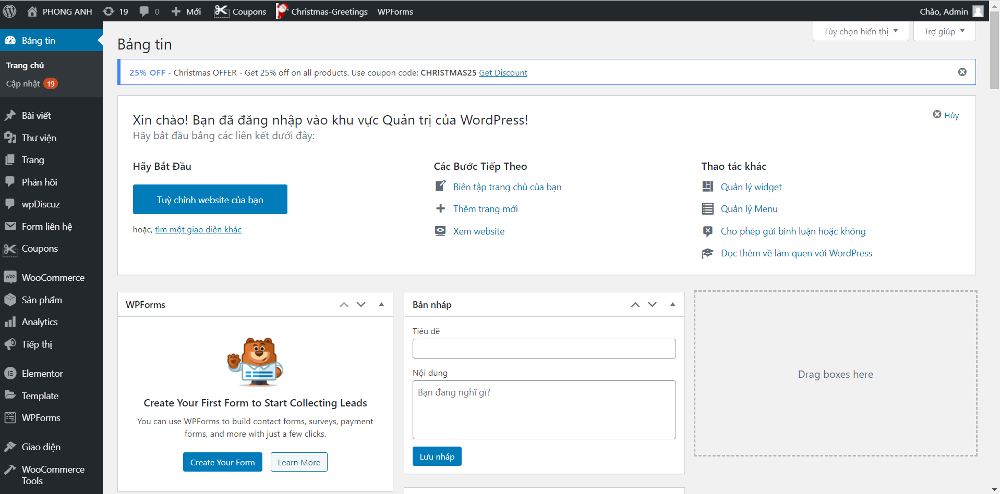 PHONG ANH 19 0 Mới Coupons Christmas-Greetings WPForms Chào, Admin
Bảng tin
Trang chủ
Cập nhật 19
Bài viết
Thư viện
Trang
Phản hồi
wpDiscuz
Form liên hệ
Coupons
WooCommerce
Sản phẩm
Analytics
Tiếp thị
Elementor
Template
WPForms
Giao diện
WooCommerce
Tools
Tùy chọn hiển thị Trợ giúp
Bảng tin
25% OFF - Christmas OFFER - Get 25% off on all products. Use coupon code: CHRISTMAS25 Get Discount
Xin chào! Bạn đã đăng nhập vào khu vực Quản trị của WordPress!
Hủy
Hãy bắt đầu bằng các liên kết dưới đây:
Hãy Bắt Đầu
Tuỳ chỉnh website của bạn
hoặc, tìm một giao diện khác
Các Bước Tiếp Theo
Biên tập trang chủ của bạn
Thêm trang mới
Xem website
Thao tác khác
Quản lý widget
Quản lý Menu
Cho phép gửi bình luận hoặc không
Đọc thêm về làm quen với WordPress
WPForms
Create Your First Form to Start Collecting Leads
You can use WPForms to build contact forms, surveys, payment
forms, and more with just a few clicks.
Create Your Form Learn More
Bản nháp
Tiêu đề
Nội dung
Bạn đang nghĩ gì?
Lưu nháp
Drag boxes here